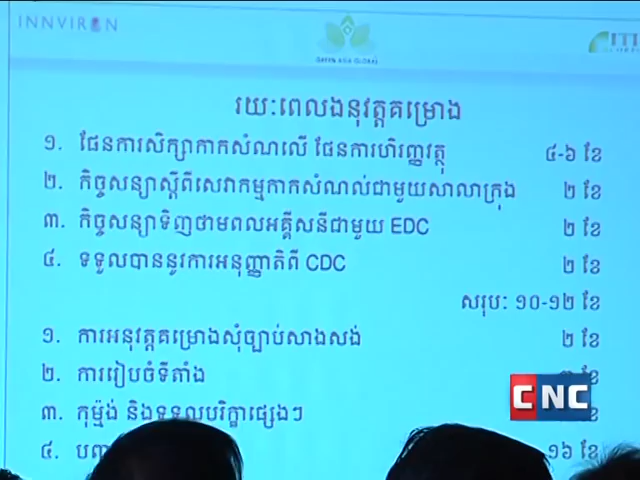 INNVIRON
GREEN ASIA GLOBAL
រយៈពេលងនុវត្តគម្រោង
១. ផែនការសិក្សាកាកសំណលើ ផែនការហិរញ្ញវត្ថុ ៤-៦ ខែ
២. កិច្ចសន្យាស្ដីពីសេវាកម្មកាកសំណល់ជាមួយសាលាក្រុង ២ ខែ
៣. កិច្ចសន្យាទិញថាមពលអគ្គីសនីជាមួយ EDC ២ ខែ
៤. ទទួលបាននូវការអនុញ្ញាតិពី CDC ២ ខែ
សរុប: ១០-១២ ខែ
១. ការអនុវត្តគម្រោងសុំច្បាប់សាងសង់ ២ ខែ
២. ការរៀបចំទីតាំង ខែ
៣. កុម្ម៉ង់ និងទទួលបរិក្ខាផ្សេងៗ
៤. ១៦ ខែ
CNC